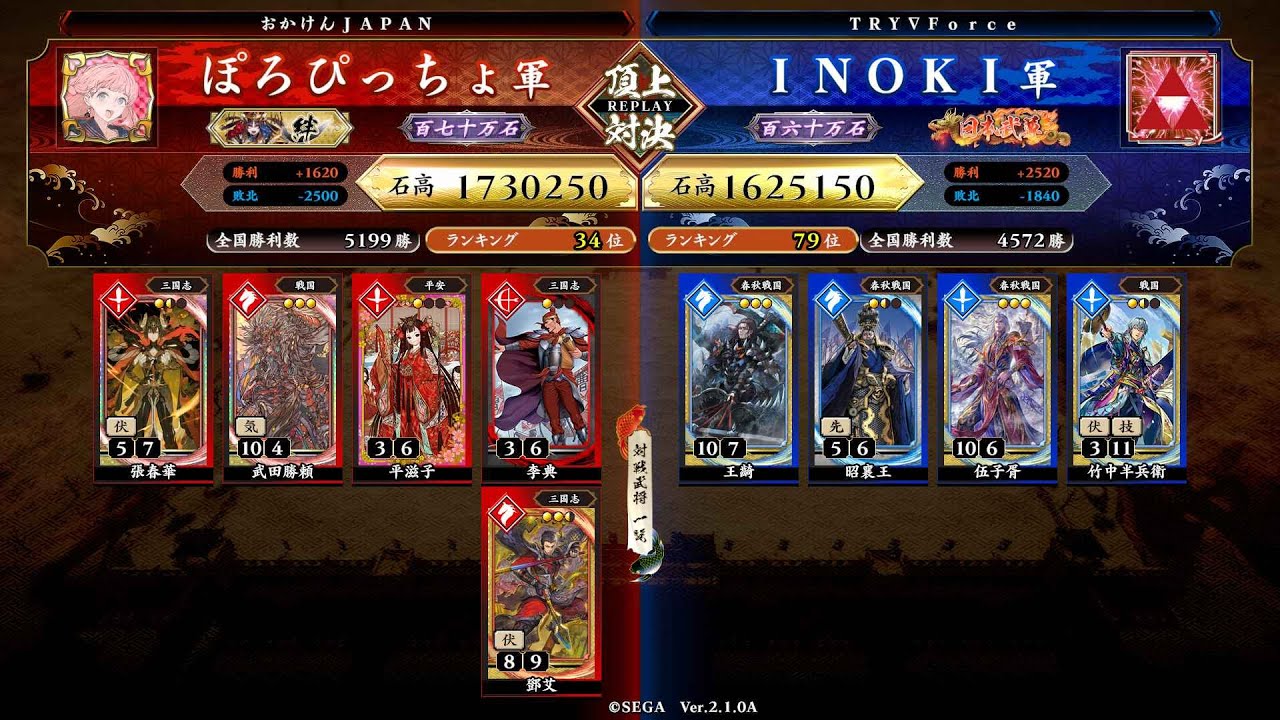 おかけんJAPAN
TRY∇Force
ぽろぴっちょ軍
頂上
REPLAY
対決
INOKI軍
絆
百七十万石
百六十万石
日本武道
勝利 +1620
敗北 -2500
石高 1730250
石高 1625150
勝利 +2520
敗北 -1840
全国勝利数 5199勝
ランキング 34位
ランキング 79位
全国勝利数 4572勝
三国志
伏
5 7
張春華
戦国
気
10 4
武田勝頼
平安
3 6
平滋子
三国志
3 6
李典
対戦武将一覧
春秋戦国
10 7
王齮
春秋戦国
先
5 6
昭襄王
春秋戦国
10 6
伍子胥
戦国
伏 技
3 11
竹中半兵衛
三国志
伏
8 9
鄧艾
©SEGA Ver.2.1.0A